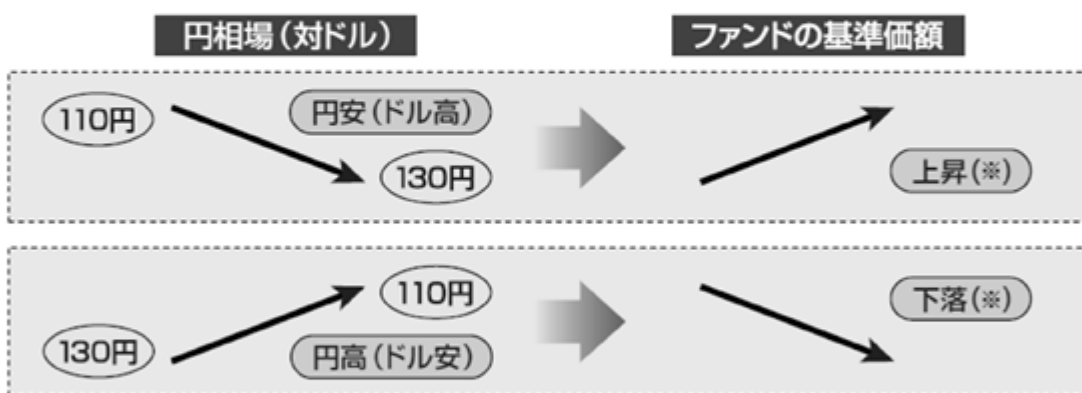 円相場（対ドル）
ファンドの基準価額
110円
円安（ドル高）
130円
上昇（※）
110円
130円
円高（ドル安）
下落（※）